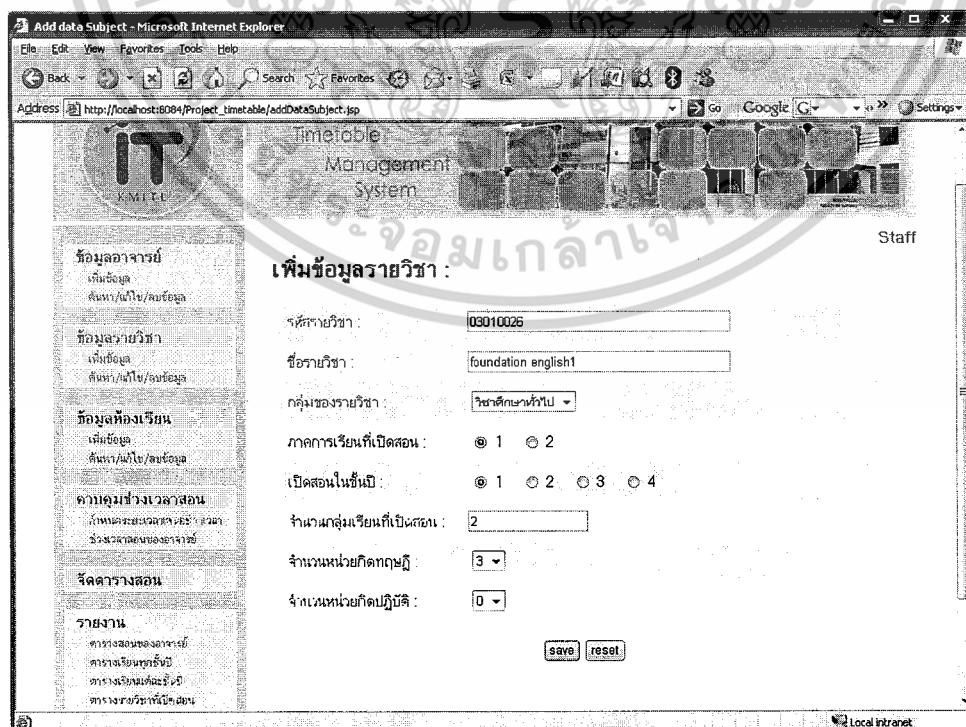 Add data Subject - Microsoft Internet Explorer
File Edit View Favorites Tools Help
Back Search Favorites
Address http://localhost:8084/Project_timetable/addDataSubject.jsp Go Google Settings
IT
KMITL
Timetable
Management
System
Staff
ข้อมูลอาจารย์
เพิ่มข้อมูล
ค้นหา/แก้ไข/ลบข้อมูล
ข้อมูลรายวิชา
เพิ่มข้อมูล
ค้นหา/แก้ไข/ลบข้อมูล
ข้อมูลห้องเรียน
เพิ่มข้อมูล
ค้นหา/แก้ไข/ลบข้อมูล
ควบคุมช่วงเวลาสอน
ช่วงเวลาสอนของอาจารย์
จัดตารางสอน
รายงาน
ตารางสอนของอาจารย์
ตารางเรียนทุกชั้นปี
ตารางเรียนแต่ละชั้นปี
ตารางรายวิชาที่เปิดสอน
เพิ่มข้อมูลรายวิชา :
รหัสรายวิชา : 03010026
ชื่อรายวิชา : foundation english1
กลุ่มของรายวิชา : วิชาศึกษาทั่วไป
ภาคการเรียนที่เปิดสอน : 1 2
เปิดสอนในชั้นปี : 1 2 3 4
จำนวนกลุ่มเรียนที่เปิดสอน : 2
จำนวนหน่วยกิตทฤษฎี : 3
จำนวนหน่วยกิตปฏิบัติ : 0
save reset
Local intranet
จอมเกล้าเจ้า